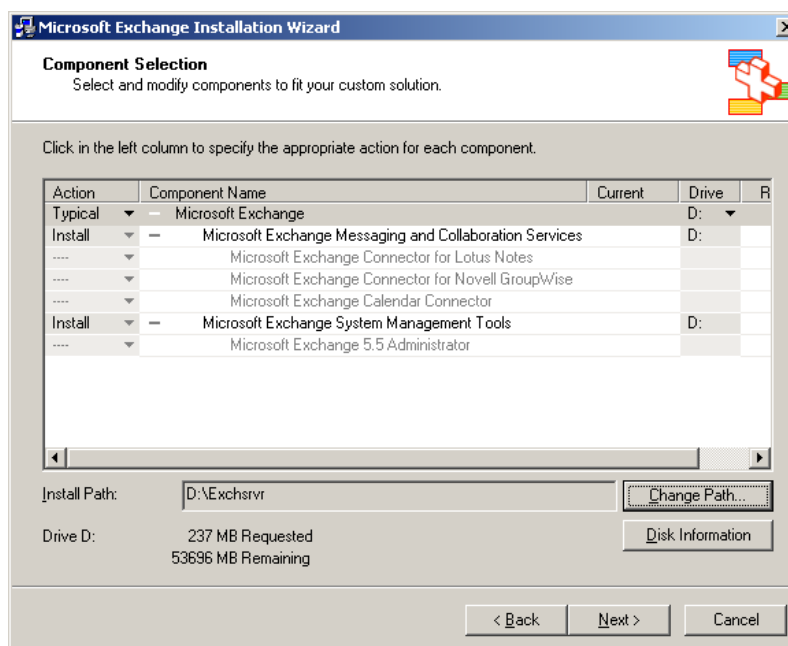 Microsoft Exchange Installation Wizard
Component Selection
Select and modify components to fit your custom solution.
Click in the left column to specify the appropriate action for each component.
Action Component Name Current Drive R
Typical Microsoft Exchange D:
Install Microsoft Exchange Messaging and Collaboration Services D:
---- Microsoft Exchange Connector for Lotus Notes
---- Microsoft Exchange Connector for Novell GroupWise
---- Microsoft Exchange Calendar Connector
Install Microsoft Exchange System Management Tools D:
---- Microsoft Exchange 5.5 Administrator
Install Path: D:\Exchsrvr Change Path...
Drive D: 237 MB Requested Disk Information
53696 MB Remaining
< Back Next > Cancel